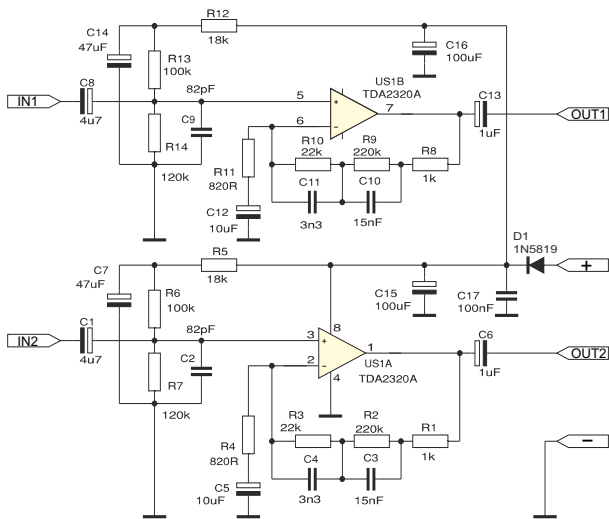 C14
47uF
R12
18k
R13
100k
C16
100uF
C8
4u7
IN1
82pF
5
US1B
TDA2320A
7
C13
1uF
OUT1
+
6
−
C9
R14
120k
R11
820R
R10
22k
R9
220k
R8
1k
C11
3n3
C10
15nF
C12
10uF
D1
1N5819
+
C7
47uF
R5
18k
R6
100k
C15
100uF
C17
100nF
C1
4u7
IN2
82pF
3
8
+
1
C6
1uF
OUT2
2
−
US1A
4
TDA2320A
C2
R7
120k
R4
820R
R3
22k
R2
220k
R1
1k
C4
3n3
C3
15nF
C5
10uF
−